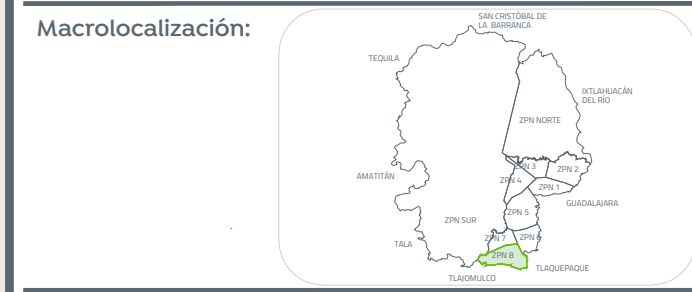 Macrolocalización:
SAN CRISTÓBAL DE
LA BARRANCA
TEQUILA
IXTLAHUACÁN
DEL RÍO
ZPN NORTE
ZPN 3
ZPN 2
AMATITÁN
ZPN 4
ZPN 1
GUADALAJARA
ZPN 5
ZPN SUR
ZPN 7
ZPN 6
TALA
ZPN 8
TLAQUEPAQUE
TLAJOMULCO